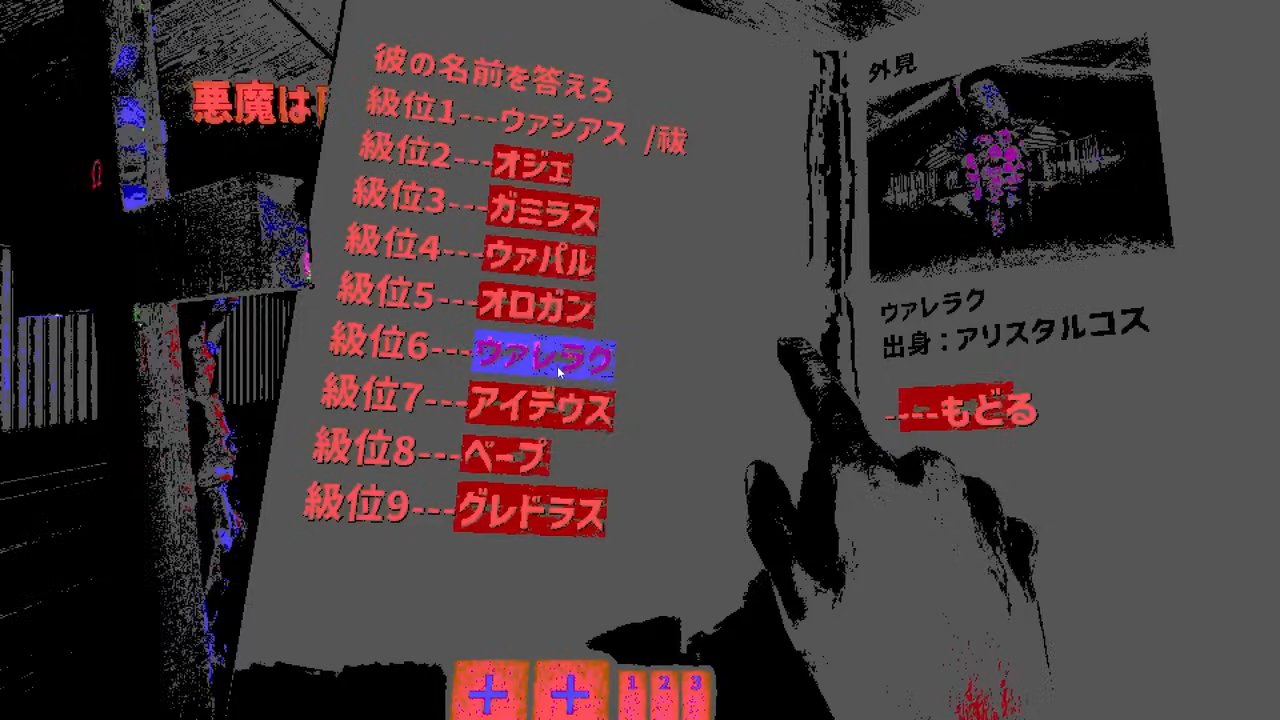 悪魔は
彼の名前を答えろ
級位1---ウァシアス /祓
級位2---オジェ
級位3---ガミラス
級位4---ウァパル
級位5---オロガン
級位6---ウァレラク
級位7---アイデウス
級位8---ベープ
級位9---グレドラス
外見
ウァレラク
出身：アリスタルコス
----もどる
1 2 3